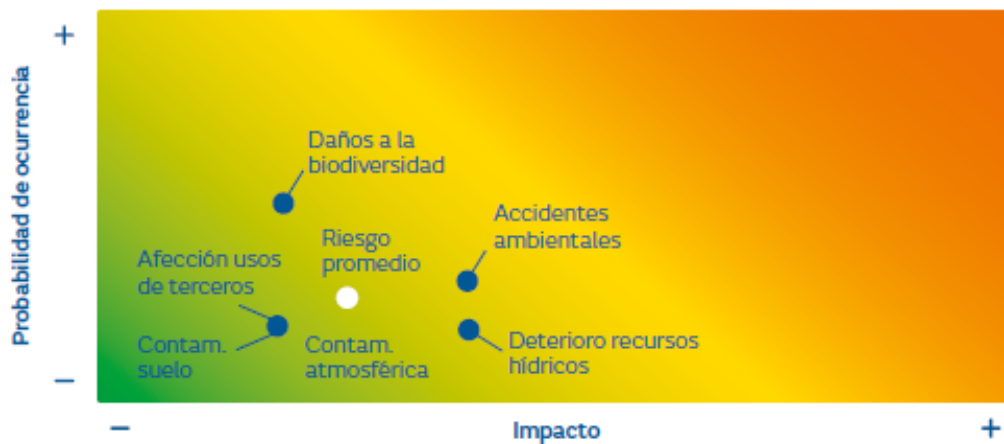 +
Probabilidad de ocurrencia
−
Daños a la
biodiversidad
Accidentes
ambientales
Riesgo
promedio
Afección usos
de terceros
Contam.
suelo
Contam.
atmosférica
Deterioro recursos
hídricos
−
Impacto
+